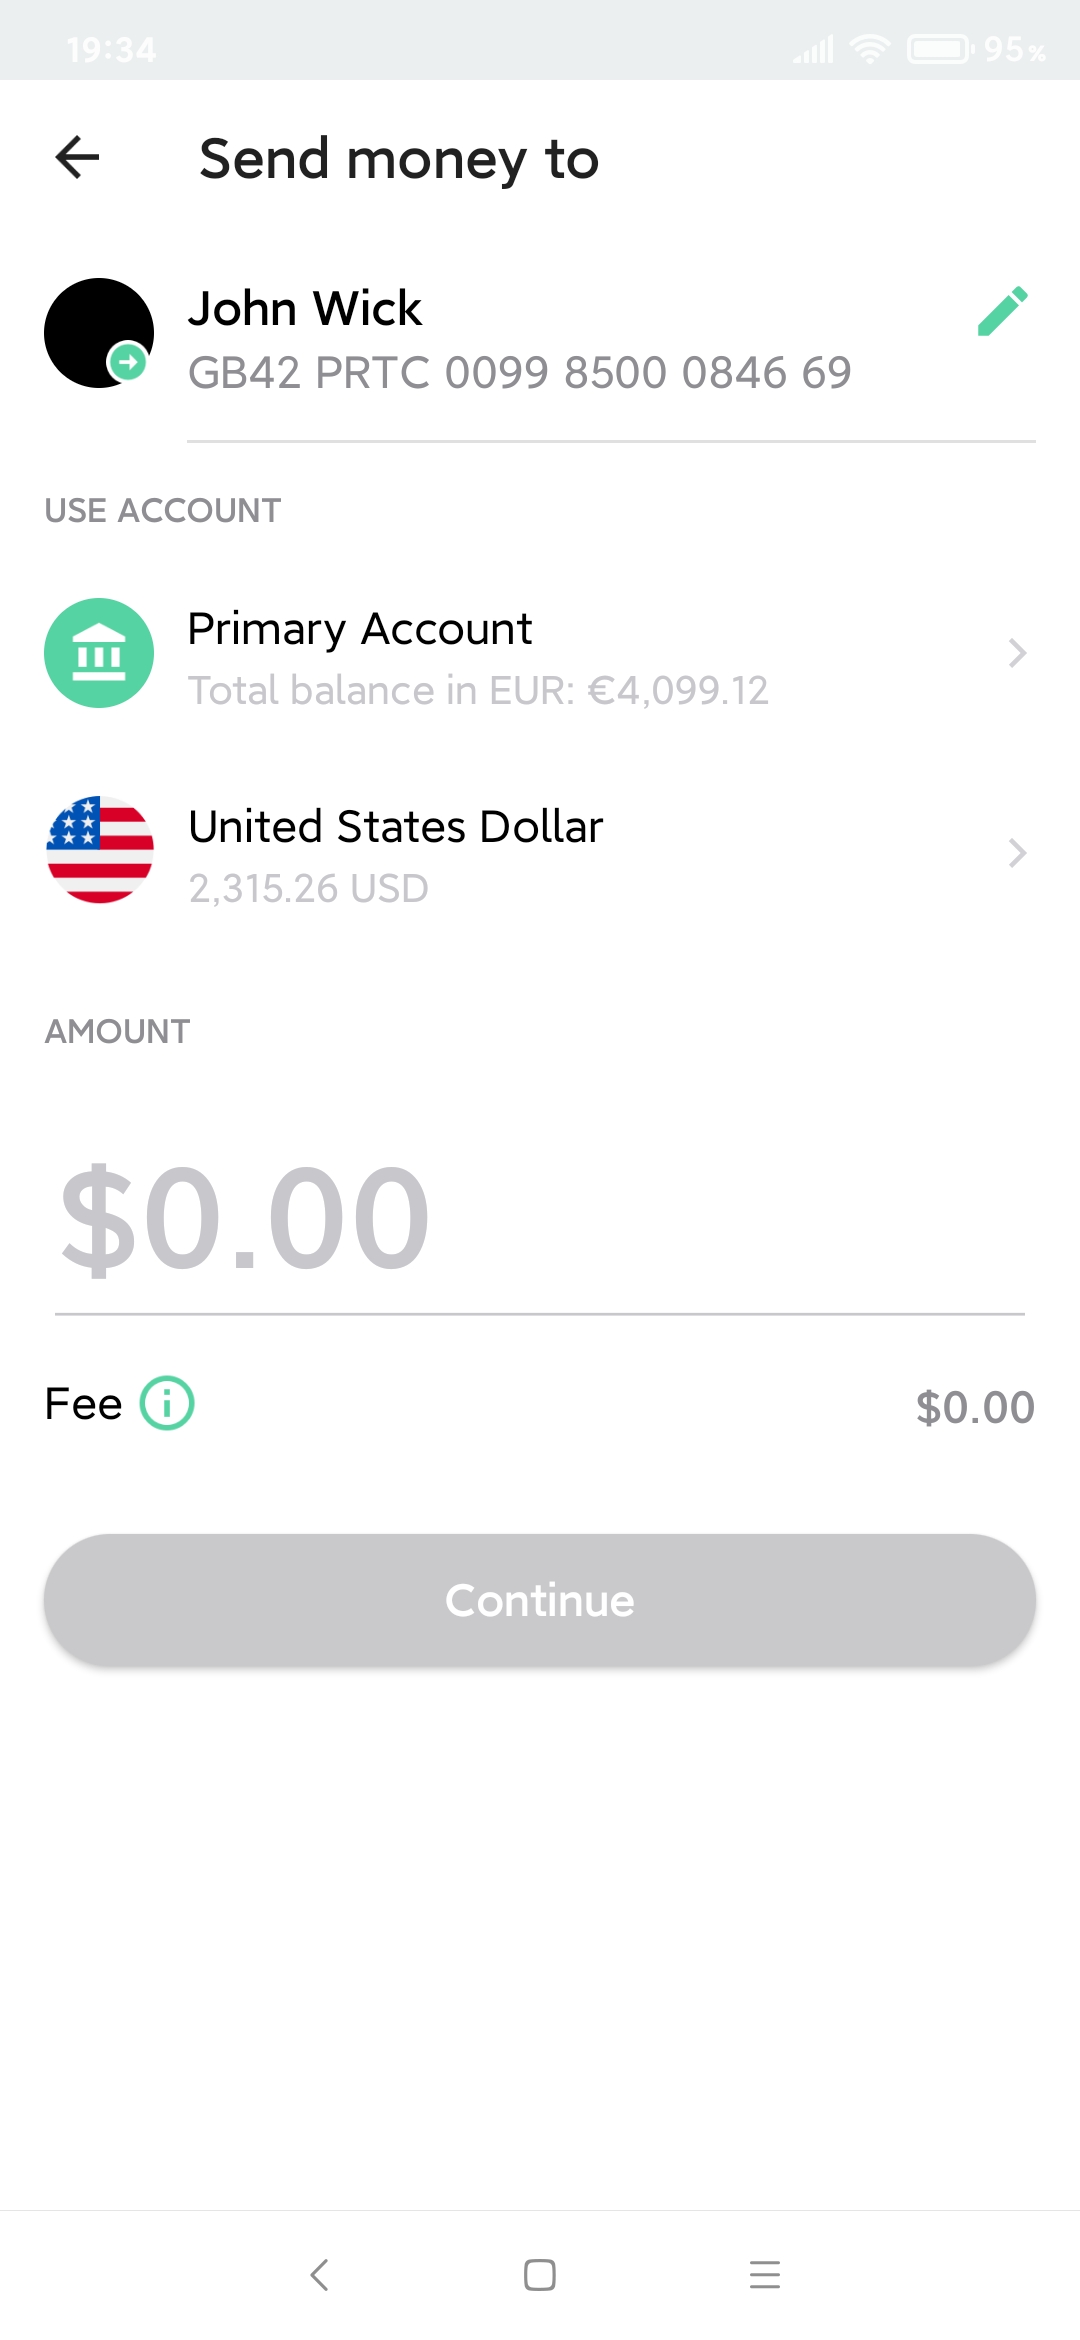 19:34
95%
Send money to
John Wick
GB42 PRTC 0099 8500 0846 69
USE ACCOUNT
Primary Account
Total balance in EUR: €4,099.12
United States Dollar
2,315.26 USD
AMOUNT
$0.00
Fee
$0.00
Continue